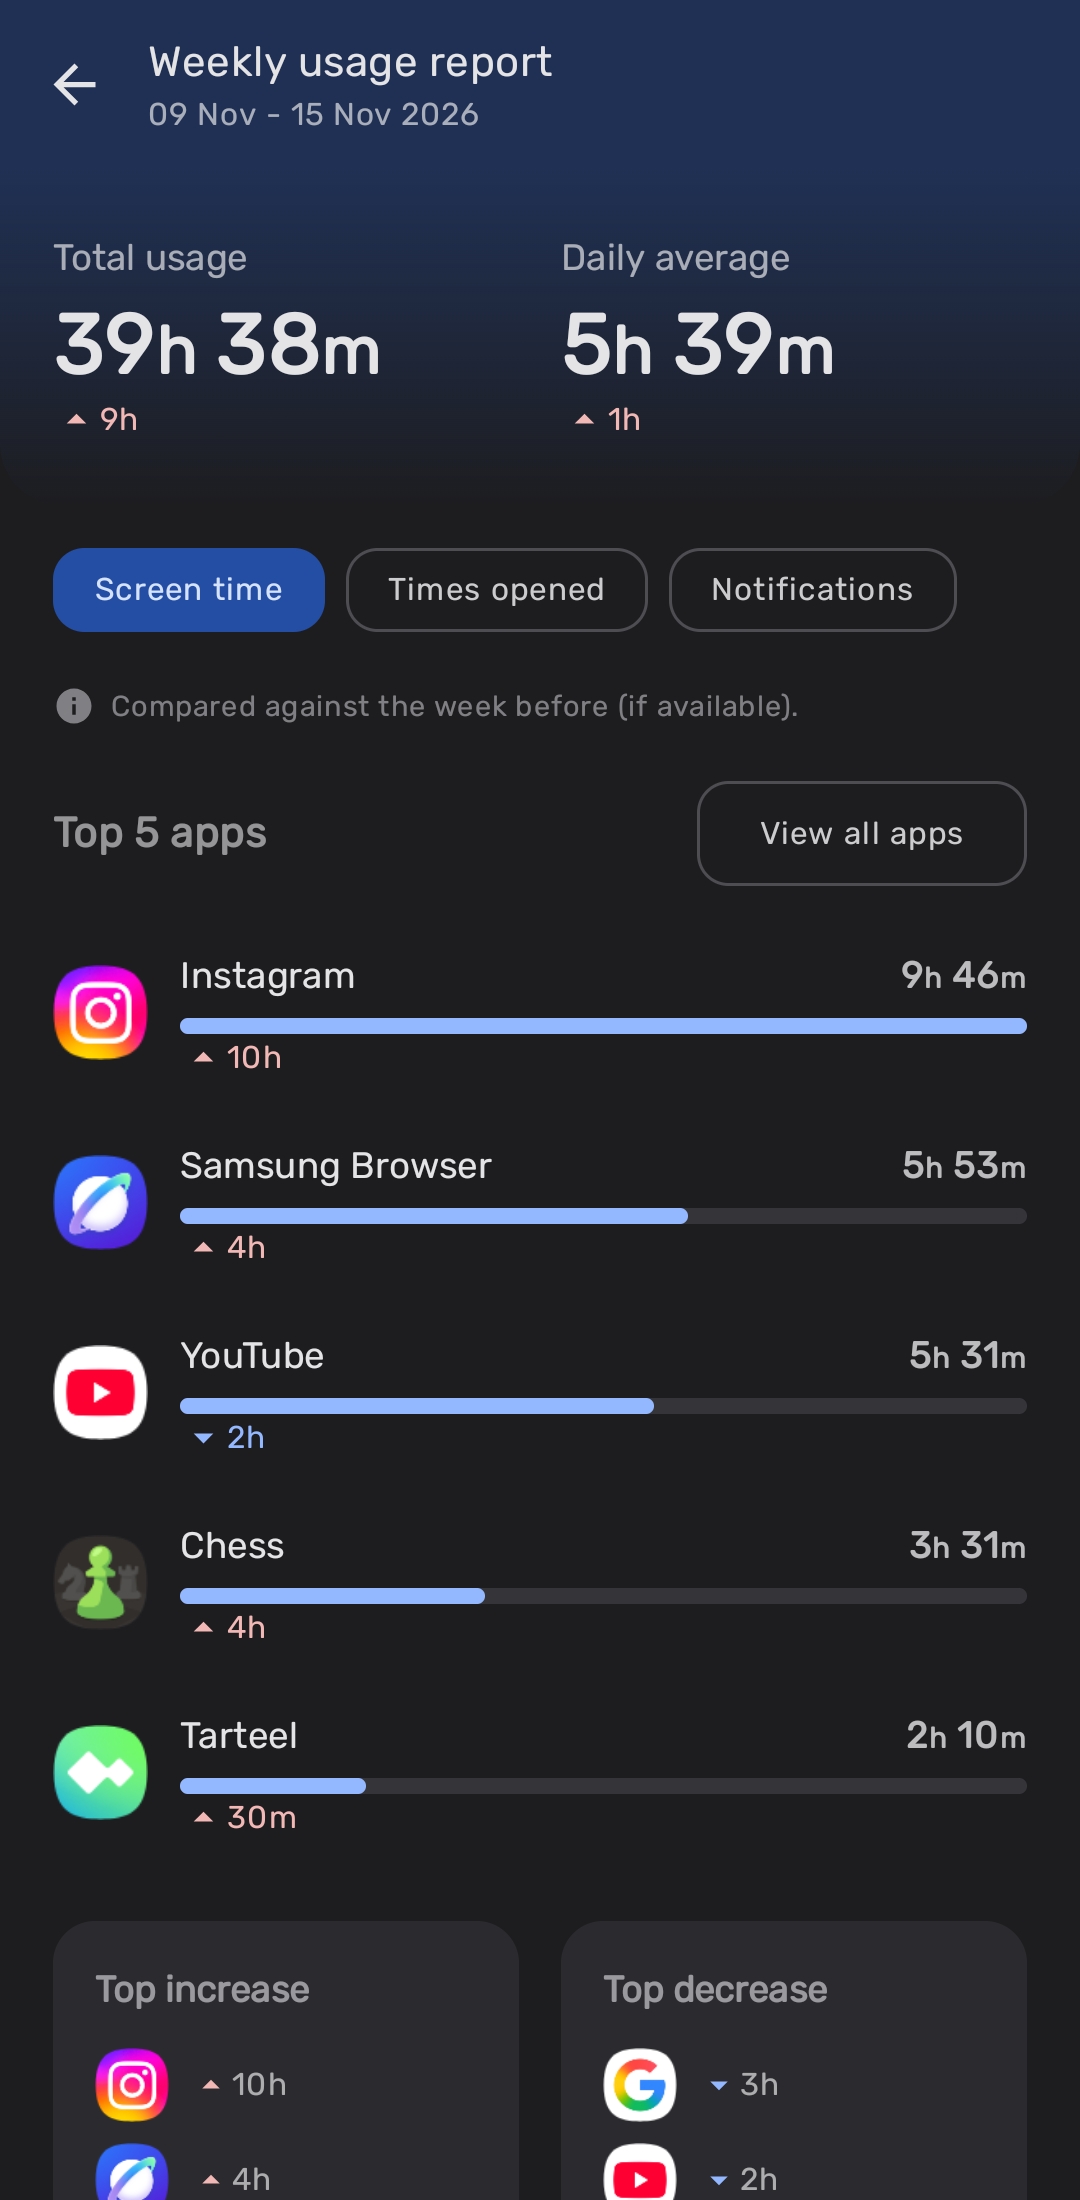 Weekly usage report
09 Nov - 15 Nov 2026
Total usage
Daily average
39h 38m
5h 39m
9h
1h
Screen time
Times opened
Notifications
Compared against the week before (if available).
Top 5 apps
View all apps
Instagram
9h 46m
10h
Samsung Browser
5h 53m
4h
YouTube
5h 31m
2h
Chess
3h 31m
4h
Tarteel
2h 10m
30m
Top increase
Top decrease
10h
3h
4h
2h